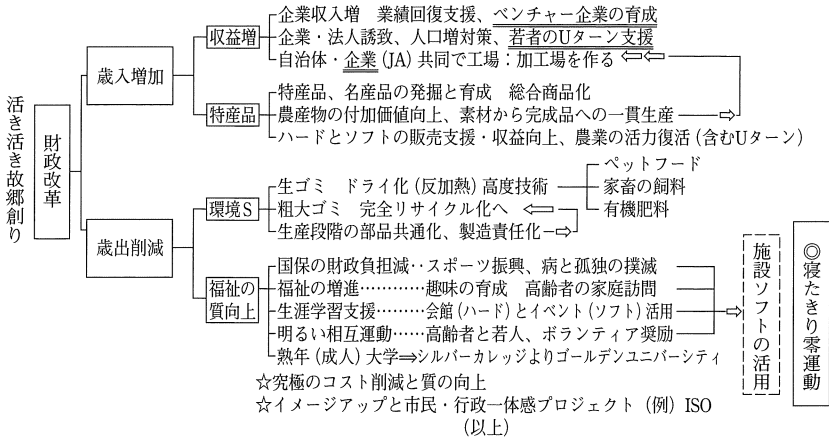 活き活き故郷創り
財政改革
歳入増加
収益増
企業収入増　業績回復支援、ベンチャー企業の育成
企業・法人誘致、人口増対策、若者のUターン支援
自治体・企業(JA)共同で工場：加工場を作る
特産品
特産品、名産品の発掘と育成　総合商品化
農産物の付加価値向上、素材から完成品への一貫生産
ハードとソフトの販売支援・収益向上、農業の活力復活(含むUターン)
歳出削減
環境S
生ゴミ　ドライ化(反加熱)高度技術
ペットフード
家畜の飼料
有機肥料
粗大ゴミ　完全リサイクル化へ
生産段階の部品共通化、製造責任化
福祉の
質向上
国保の財政負担減‥スポーツ振興、病と孤独の撲滅
福祉の増進…………趣味の育成　高齢者の家庭訪問
生涯学習支援………会館(ハード)とイベント(ソフト)活用
明るい相互運動……高齢者と若人、ボランティア奨励
熟年(成人)大学⇒シルバーカレッジよりゴールデンユニバーシティ
施設ソフトの活用
◎寝たきり零運動
☆究極のコスト削減と質の向上
☆イメージアップと市民・行政一体感プロジェクト(例)ISO
(以上)